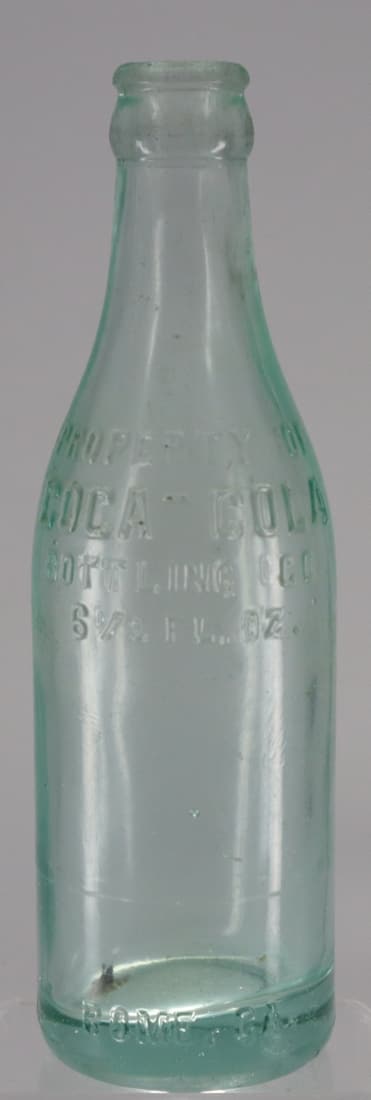 PROPERTY OF
COCA-COLA
BOTTLING CO.
6½ FL. OZ.
ROME, GA.